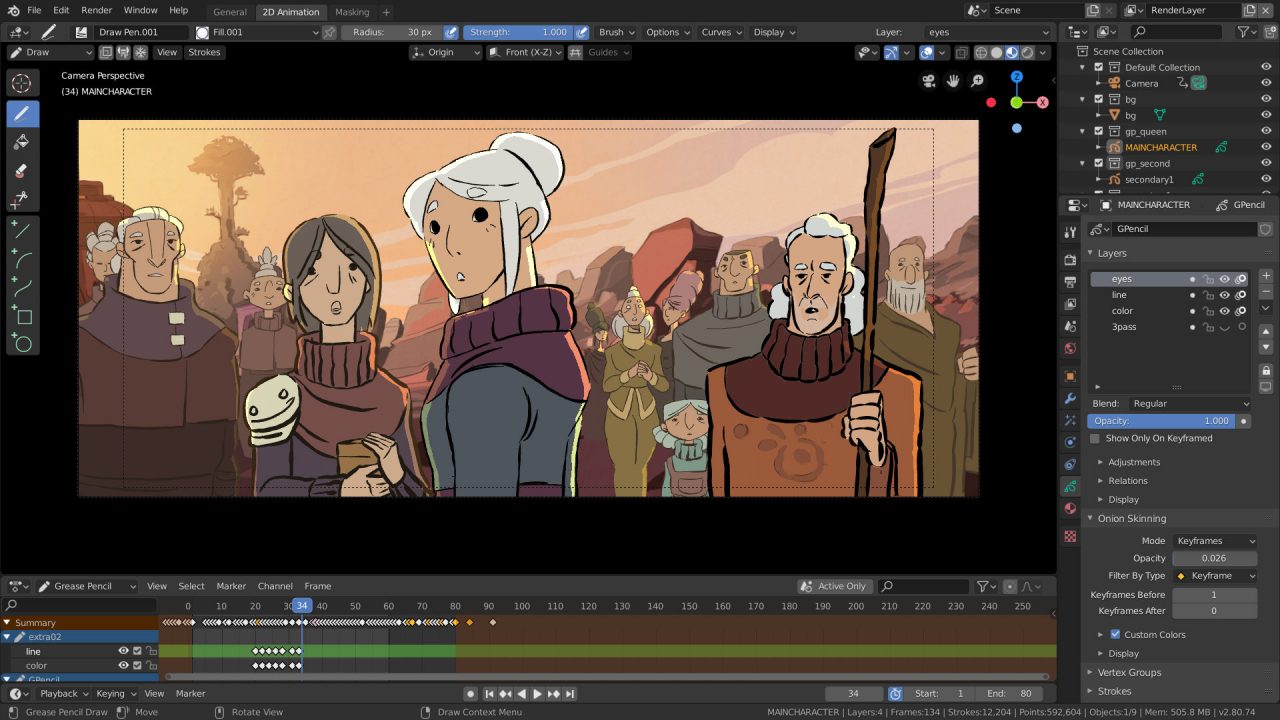 File Edit Render Window Help General 2D Animation Masking + Scene RenderLayer
Draw Pen.001 Fill.001 Radius: 30 px Strength: 1.000 Brush Options Curves Display Layer: eyes
Draw View Strokes Origin Front (X-Z) Guides
Camera Perspective
(34) MAINCHARACTER
Z
X
Scene Collection
Default Collection
Camera
bg
bg
gp_queen
MAINCHARACTER
gp_second
secondary1
MAINCHARACTER GPencil
GPencil
Layers
eyes
line
color
3pass
Blend: Regular
Opacity: 1.000
Show Only On Keyframed
Adjustments
Relations
Display
Onion Skinning
Mode Keyframes
Opacity 0.026
Filter By Type Keyframe
Keyframes Before 1
Keyframes After 0
Custom Colors
Display
Vertex Groups
Strokes
Grease Pencil View Select Marker Channel Frame Active Only
0 10 20 30 34 40 50 60 70 80 90 100 110 120 130 140 150 160 170 180 190 200 210 220 230 240 250
Summary
extra02
line
color
GPencil
Playback Keying View Marker 34 Start: 1 End: 80
Grease Pencil Draw Move Rotate View Draw Context Menu MAINCHARACTER | Layers:4 | Frames:134 | Strokes:12,204 | Points:592,604 | Objects:1/9 | Mem: 505.8 MB | v2.80.74